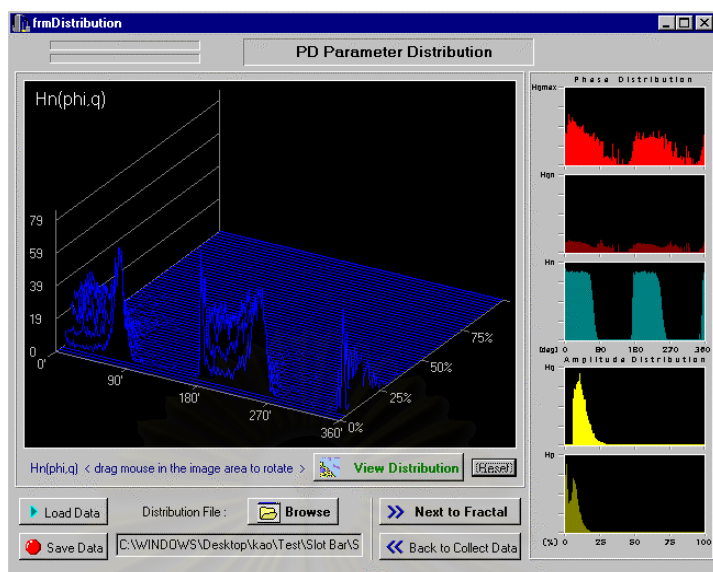 frmDistribution
PD Parameter Distribution
Hn(phi,q)
79
59
39
19
0
0'
90'
180'
270'
360'
0%
25%
50%
75%
Hn(phi,q) < drag mouse in the image area to rotate >
View Distribution
(Reset)
Load Data
Distribution File :
Browse
Next to Fractal
Save Data
C:\WINDOWS\Desktop\kao\Test\Slot Bar\S
Back to Collect Data
Phase Distribution
Hqmax
Hqn
Hn
(deg) 0 90 180 270 360
Amplitude Distribution
Hq
Hp
(%) 0 25 50 75 100